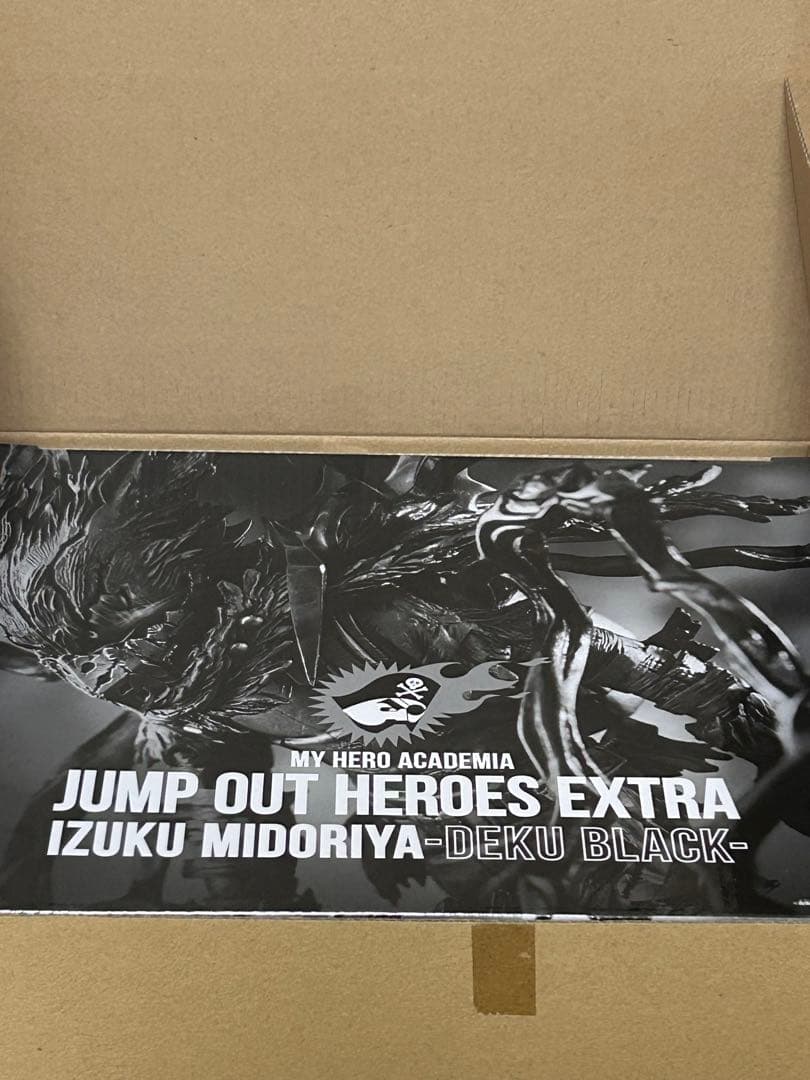 MY HERO ACADEMIA
JUMP OUT HEROES EXTRA
IZUKU MIDORIYA-DEKU BLACK-